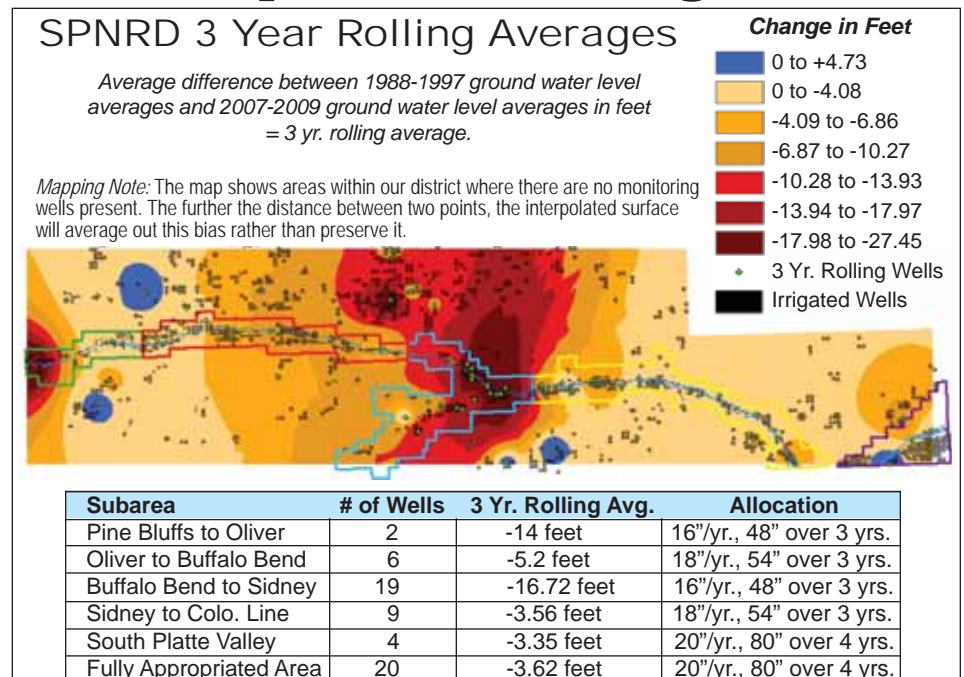 SPNRD 3 Year Rolling Averages
Average difference between 1988-1997 ground water level
averages and 2007-2009 ground water level averages in feet
= 3 yr. rolling average.
Mapping Note: The map shows areas within our district where there are no monitoring
wells present. The further the distance between two points, the interpolated surface
will average out this bias rather than preserve it.
Change in Feet
0 to +4.73
0 to -4.08
-4.09 to -6.86
-6.87 to -10.27
-10.28 to -13.93
-13.94 to -17.97
-17.98 to -27.45
3 Yr. Rolling Wells
Irrigated Wells
Subarea # of Wells 3 Yr. Rolling Avg. Allocation
Pine Bluffs to Oliver 2 -14 feet 16”/yr., 48” over 3 yrs.
Oliver to Buffalo Bend 6 -5.2 feet 18”/yr., 54” over 3 yrs.
Buffalo Bend to Sidney 19 -16.72 feet 16”/yr., 48” over 3 yrs.
Sidney to Colo. Line 9 -3.56 feet 18”/yr., 54” over 3 yrs.
South Platte Valley 4 -3.35 feet 20”/yr., 80” over 4 yrs.
Fully Appropriated Area 20 -3.62 feet 20”/yr., 80” over 4 yrs.